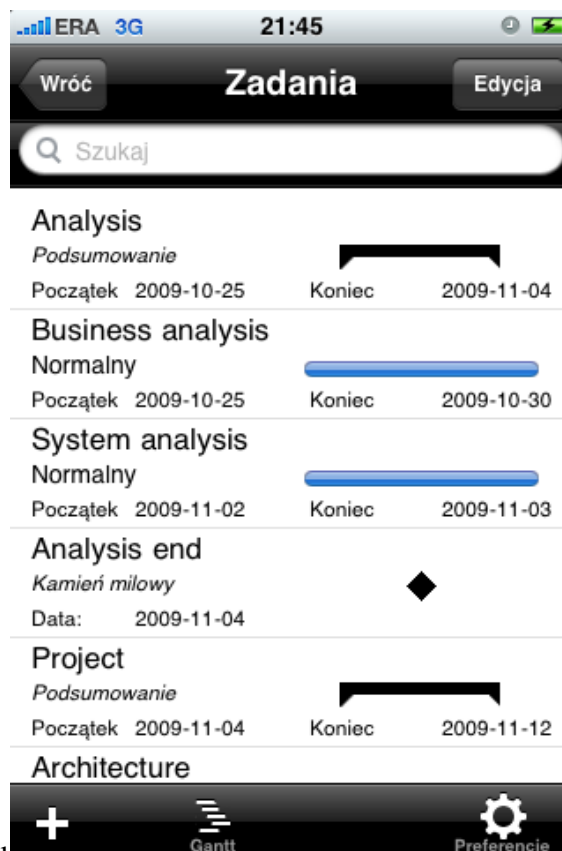 ERA 3G 21:45
Wróć Zadania Edycja
Szukaj
Analysis
Podsumowanie
Początek 2009-10-25 Koniec 2009-11-04
Business analysis
Normalny
Początek 2009-10-25 Koniec 2009-10-30
System analysis
Normalny
Początek 2009-11-02 Koniec 2009-11-03
Analysis end
Kamień milowy
Data: 2009-11-04
Project
Podsumowanie
Początek 2009-11-04 Koniec 2009-11-12
Architecture
Gantt Preferencje